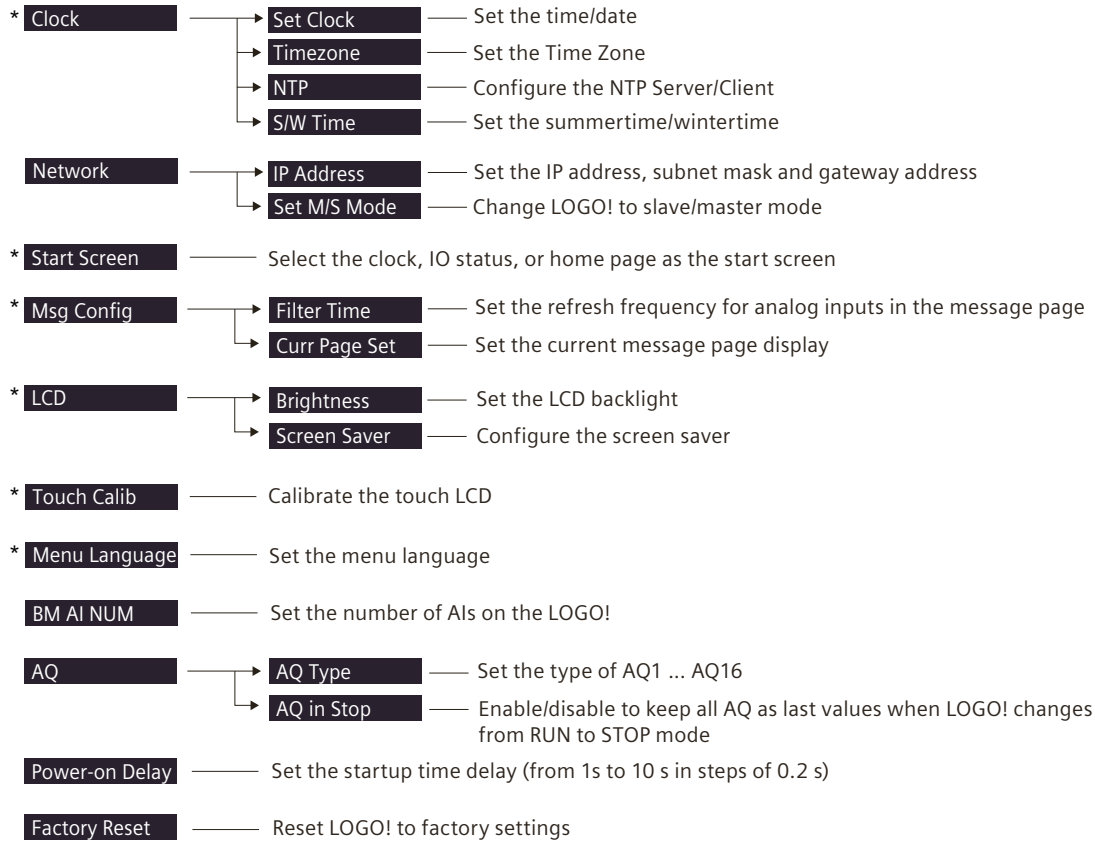 * Clock Set Clock Set the time/date
Timezone Set the Time Zone
NTP Configure the NTP Server/Client
S/W Time Set the summertime/wintertime
Network IP Address Set the IP address, subnet mask and gateway address
Set M/S Mode Change LOGO! to slave/master mode
* Start Screen Select the clock, IO status, or home page as the start screen
* Msg Config Filter Time Set the refresh frequency for analog inputs in the message page
Curr Page Set Set the current message page display
* LCD Brightness Set the LCD backlight
Screen Saver Configure the screen saver
* Touch Calib Calibrate the touch LCD
* Menu Language Set the menu language
BM AI NUM Set the number of AIs on the LOGO!
AQ AQ Type Set the type of AQ1 ... AQ16
AQ in Stop Enable/disable to keep all AQ as last values when LOGO! changes
from RUN to STOP mode
Power-on Delay Set the startup time delay (from 1s to 10 s in steps of 0.2 s)
Factory Reset Reset LOGO! to factory settings